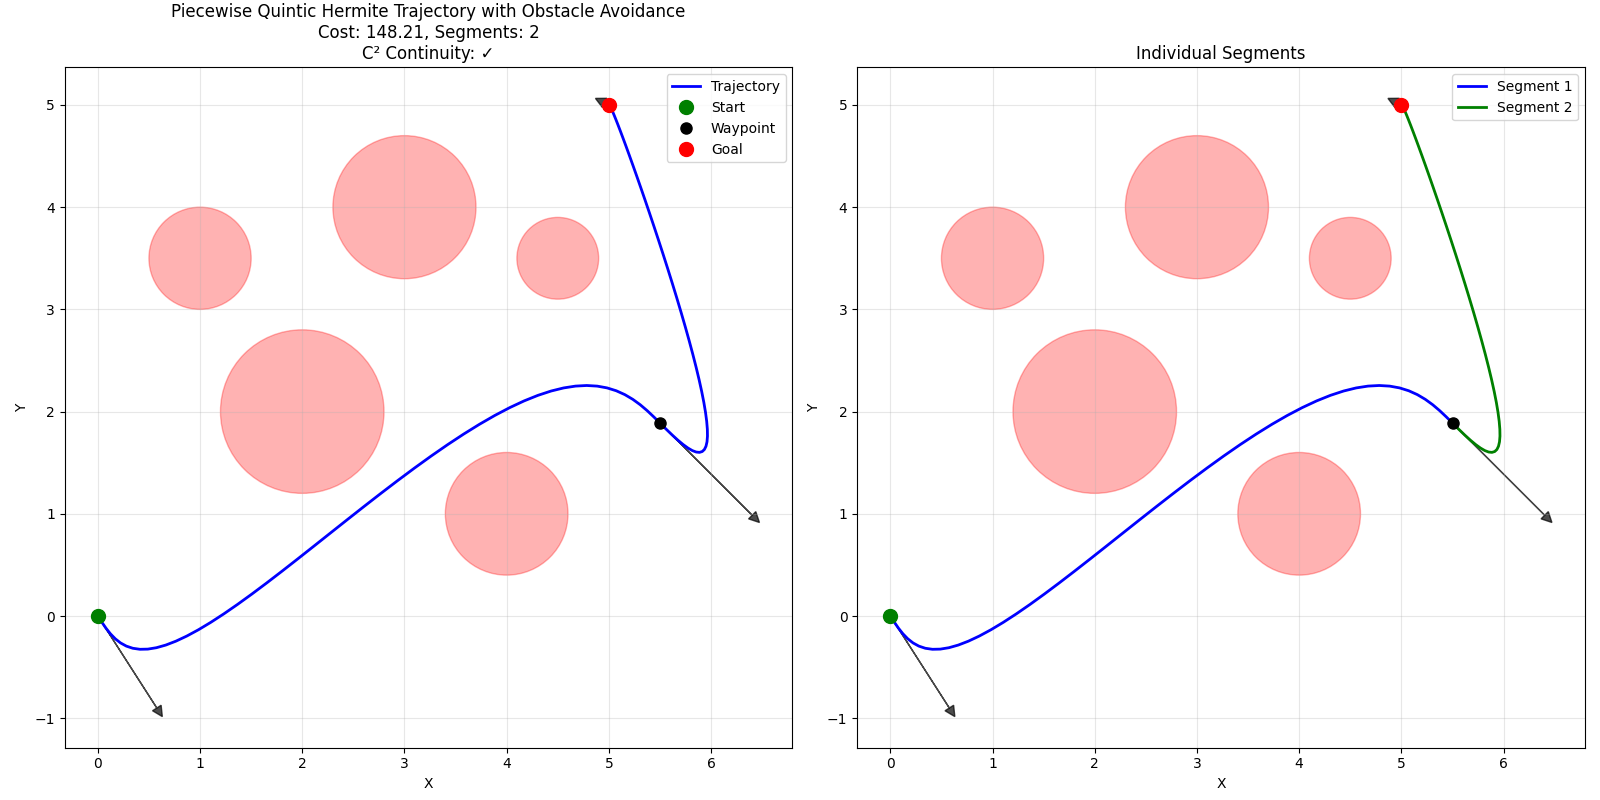 Piecewise Quintic Hermite Trajectory with Obstacle Avoidance
Cost: 148.21, Segments: 2
C² Continuity: ✓
Trajectory
Start
Waypoint
Goal
5
4
3
2
1
0
−1
0
1
2
3
4
5
6
X
Y
Individual Segments
Segment 1
Segment 2
5
4
3
2
1
0
−1
0
1
2
3
4
5
6
X
Y